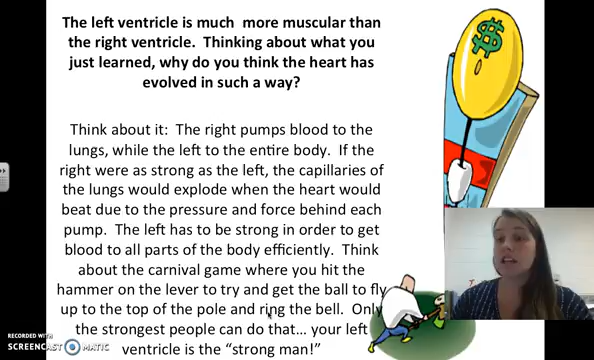 The left ventricle is much more muscular than
the right ventricle. Thinking about what you
just learned, why do you think the heart has
evolved in such a way?
Think about it: The right pumps blood to the
lungs, while the left to the entire body. If the
right were as strong as the left, the capillaries of
the lungs would explode when the heart would
beat due to the pressure and force behind each
pump. The left has to be strong in order to get
blood to all parts of the body efficiently. Think
about the carnival game where you hit the
hammer on the lever to try and get the ball to fly
up to the top of the pole and ring the bell. Only
the strongest people can do that... your left
ventricle is the “strong man!”
$
RECORDED WITH
SCREENCAST MATIC